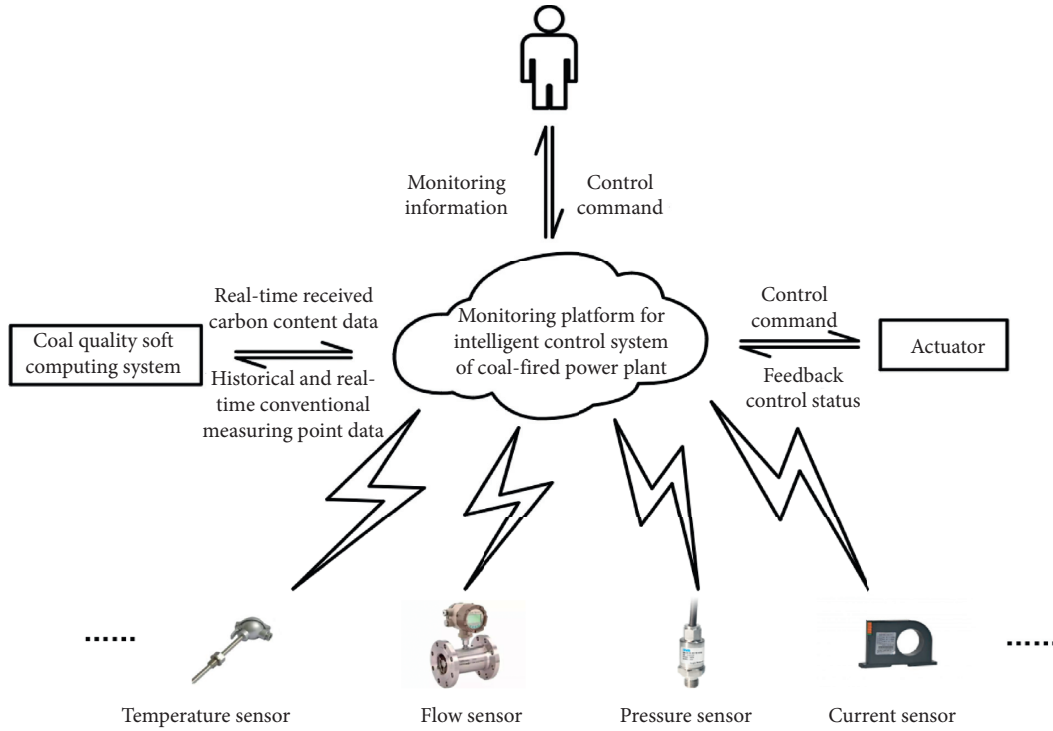 Monitoring
information
Control
command
Real-time received
carbon content data
Coal quality soft
computing system
Historical and real-
time conventional
measuring point data
Monitoring platform for
intelligent control system
of coal-fired power plant
Control
command
Actuator
Feedback
control status
......
......
Temperature sensor
Flow sensor
Pressure sensor
Current sensor